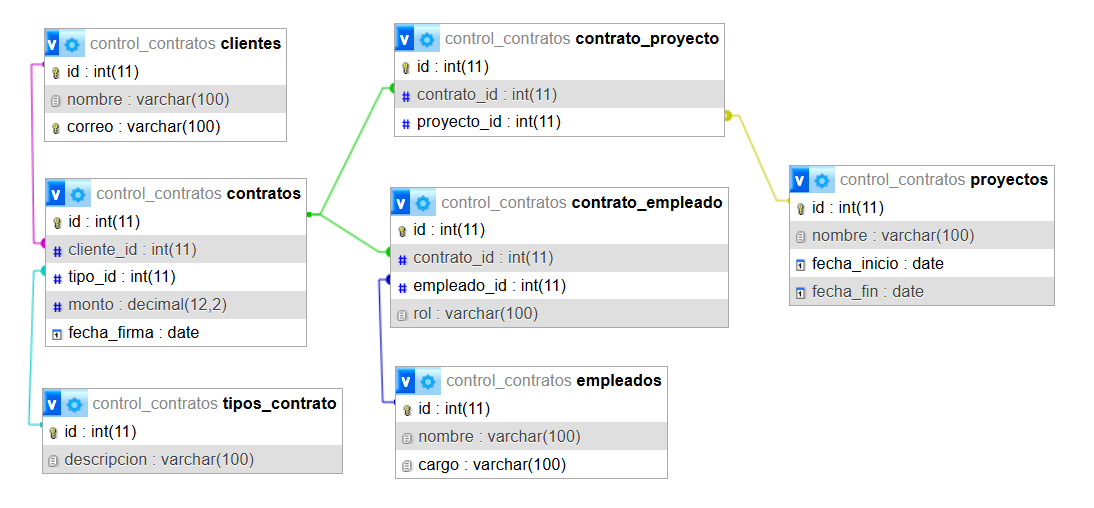 control_contratos clientes
id : int(11)
nombre : varchar(100)
correo : varchar(100)
control_contratos contratos
id : int(11)
cliente_id : int(11)
tipo_id : int(11)
monto : decimal(12,2)
fecha_firma : date
control_contratos tipos_contrato
id : int(11)
descripcion : varchar(100)
control_contratos contrato_proyecto
id : int(11)
contrato_id : int(11)
proyecto_id : int(11)
control_contratos contrato_empleado
id : int(11)
contrato_id : int(11)
empleado_id : int(11)
rol : varchar(100)
control_contratos empleados
id : int(11)
nombre : varchar(100)
cargo : varchar(100)
control_contratos proyectos
id : int(11)
nombre : varchar(100)
fecha_inicio : date
fecha_fin : date